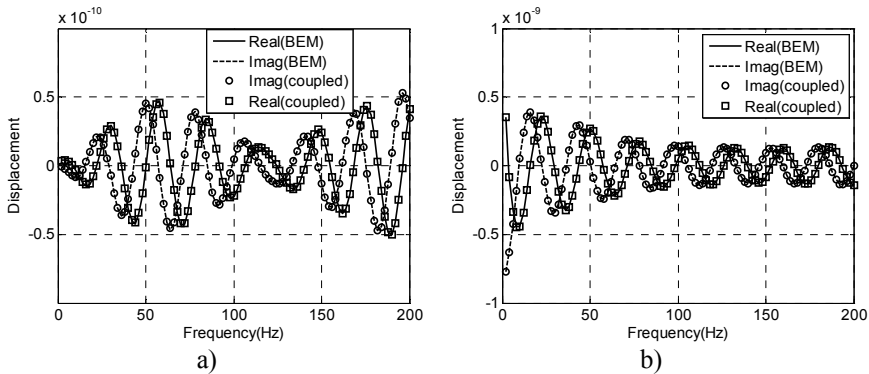 x 10-10
Real(BEM)
Imag(BEM)
Imag(coupled)
Real(coupled)
0.5
0
-0.5
Displacement
0 50 100 150 200
Frequency(Hz)
a)
x 10-9
1
Real(BEM)
Imag(BEM)
Imag(coupled)
Real(coupled)
0.5
0
-0.5
-1
Displacement
0 50 100 150 200
Frequency(Hz)
b)